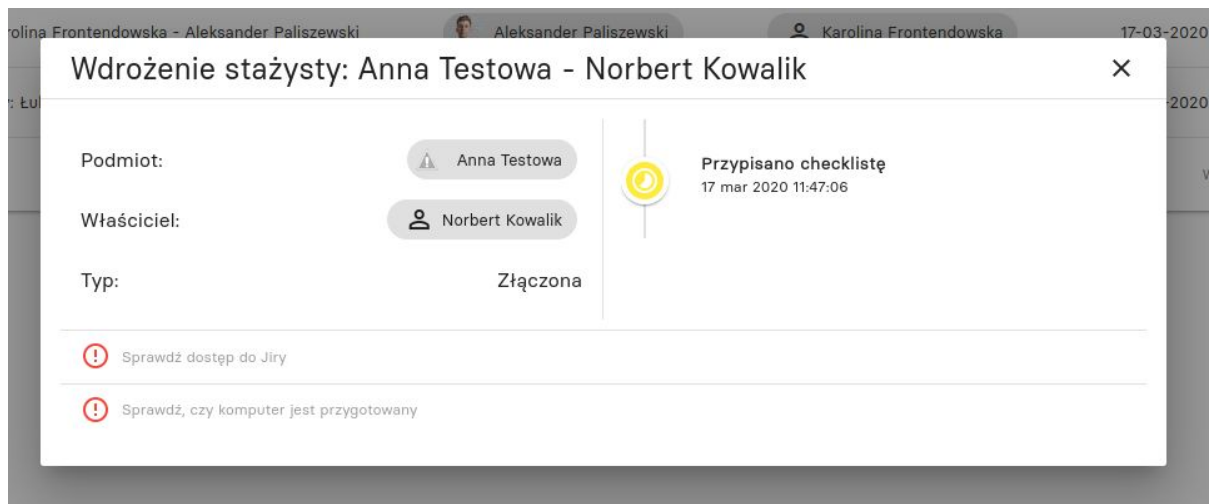 rolina Frontendowska - Aleksander Paliszewski
Aleksander Paliszewski
Karolina Frontendowska
17-03-2020
Wdrożenie stażysty: Anna Testowa - Norbert Kowalik
-2020
Podmiot:
Anna Testowa
Przypisano checklistę
17 mar 2020 11:47:06
Właściciel:
Norbert Kowalik
Typ:
Złączona
Sprawdź dostęp do Jiry
Sprawdź, czy komputer jest przygotowany